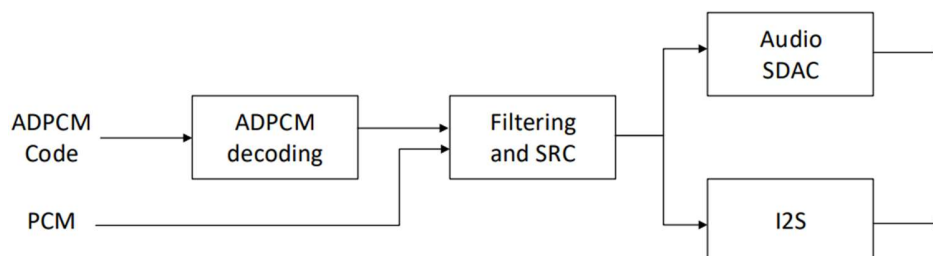 ADPCM
Code
ADPCM
decoding
PCM
Filtering
and SRC
Audio
SDAC
I2S